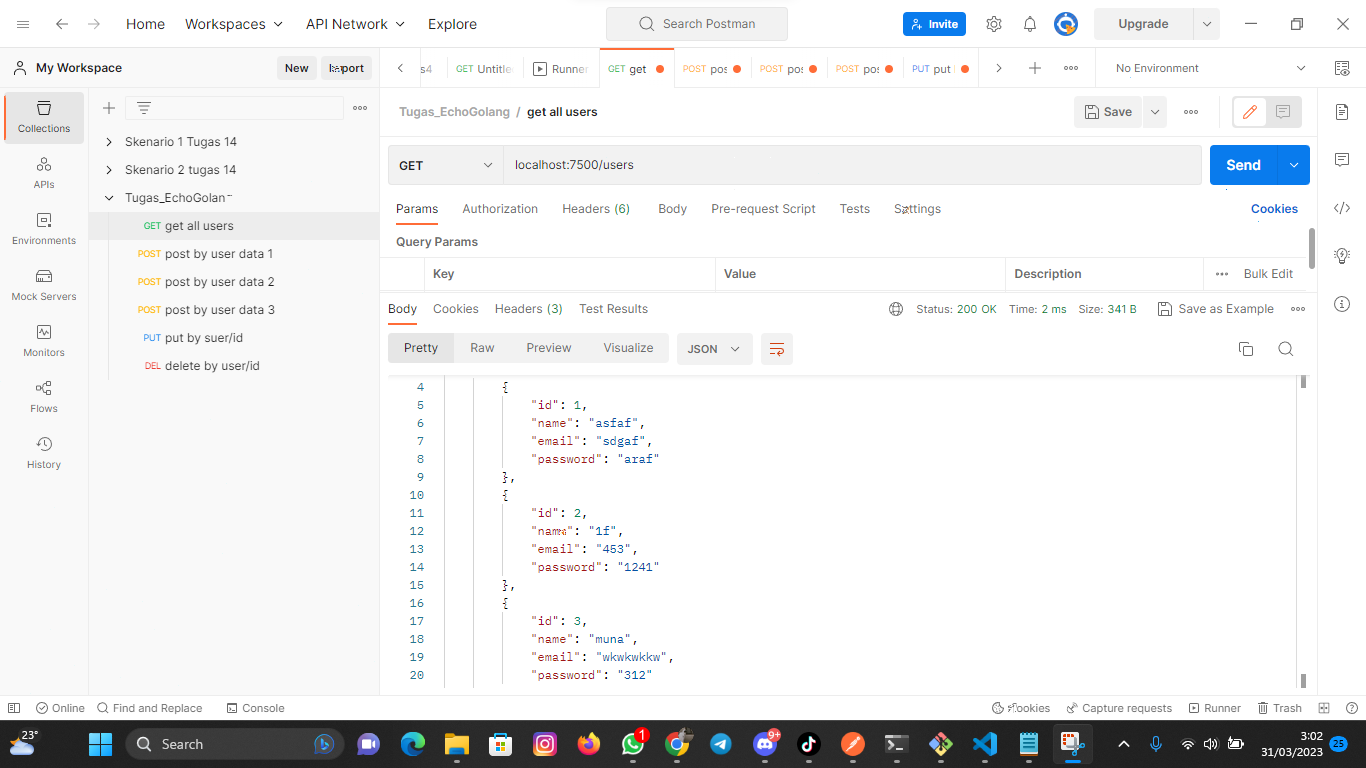 Home Workspaces API Network Explore Search Postman Invite Upgrade
My Workspace New Import s4 GET Untitle Runner GET get POST pos POST pos POST pos PUT put No Environment
Collections
APIs
Environments
Mock Servers
Monitors
Flows
History
Skenario 1 Tugas 14
Skenario 2 tugas 14
Tugas_EchoGolan
GET get all users
POST post by user data 1
POST post by user data 2
POST post by user data 3
PUT put by suer/id
DEL delete by user/id
Tugas_EchoGolang / get all users Save
GET localhost:7500/users Send
Params Authorization Headers (6) Body Pre-request Script Tests Settings Cookies
Query Params
Key Value Description Bulk Edit
Body Cookies Headers (3) Test Results Status: 200 OK Time: 2 ms Size: 341 B Save as Example
Pretty Raw Preview Visualize JSON
4 {
5 "id": 1,
6 "name": "asfaf",
7 "email": "sdgaf",
8 "password": "araf"
9 },
10 {
11 "id": 2,
12 "name": "1f",
13 "email": "453",
14 "password": "1241"
15 },
16 {
17 "id": 3,
18 "name": "muna",
19 "email": "wkwkwkkw",
20 "password": "312"
Online Find and Replace Console Cookies Capture requests Runner Trash
23° Search 1 9+ 3:02
31/03/2023 25